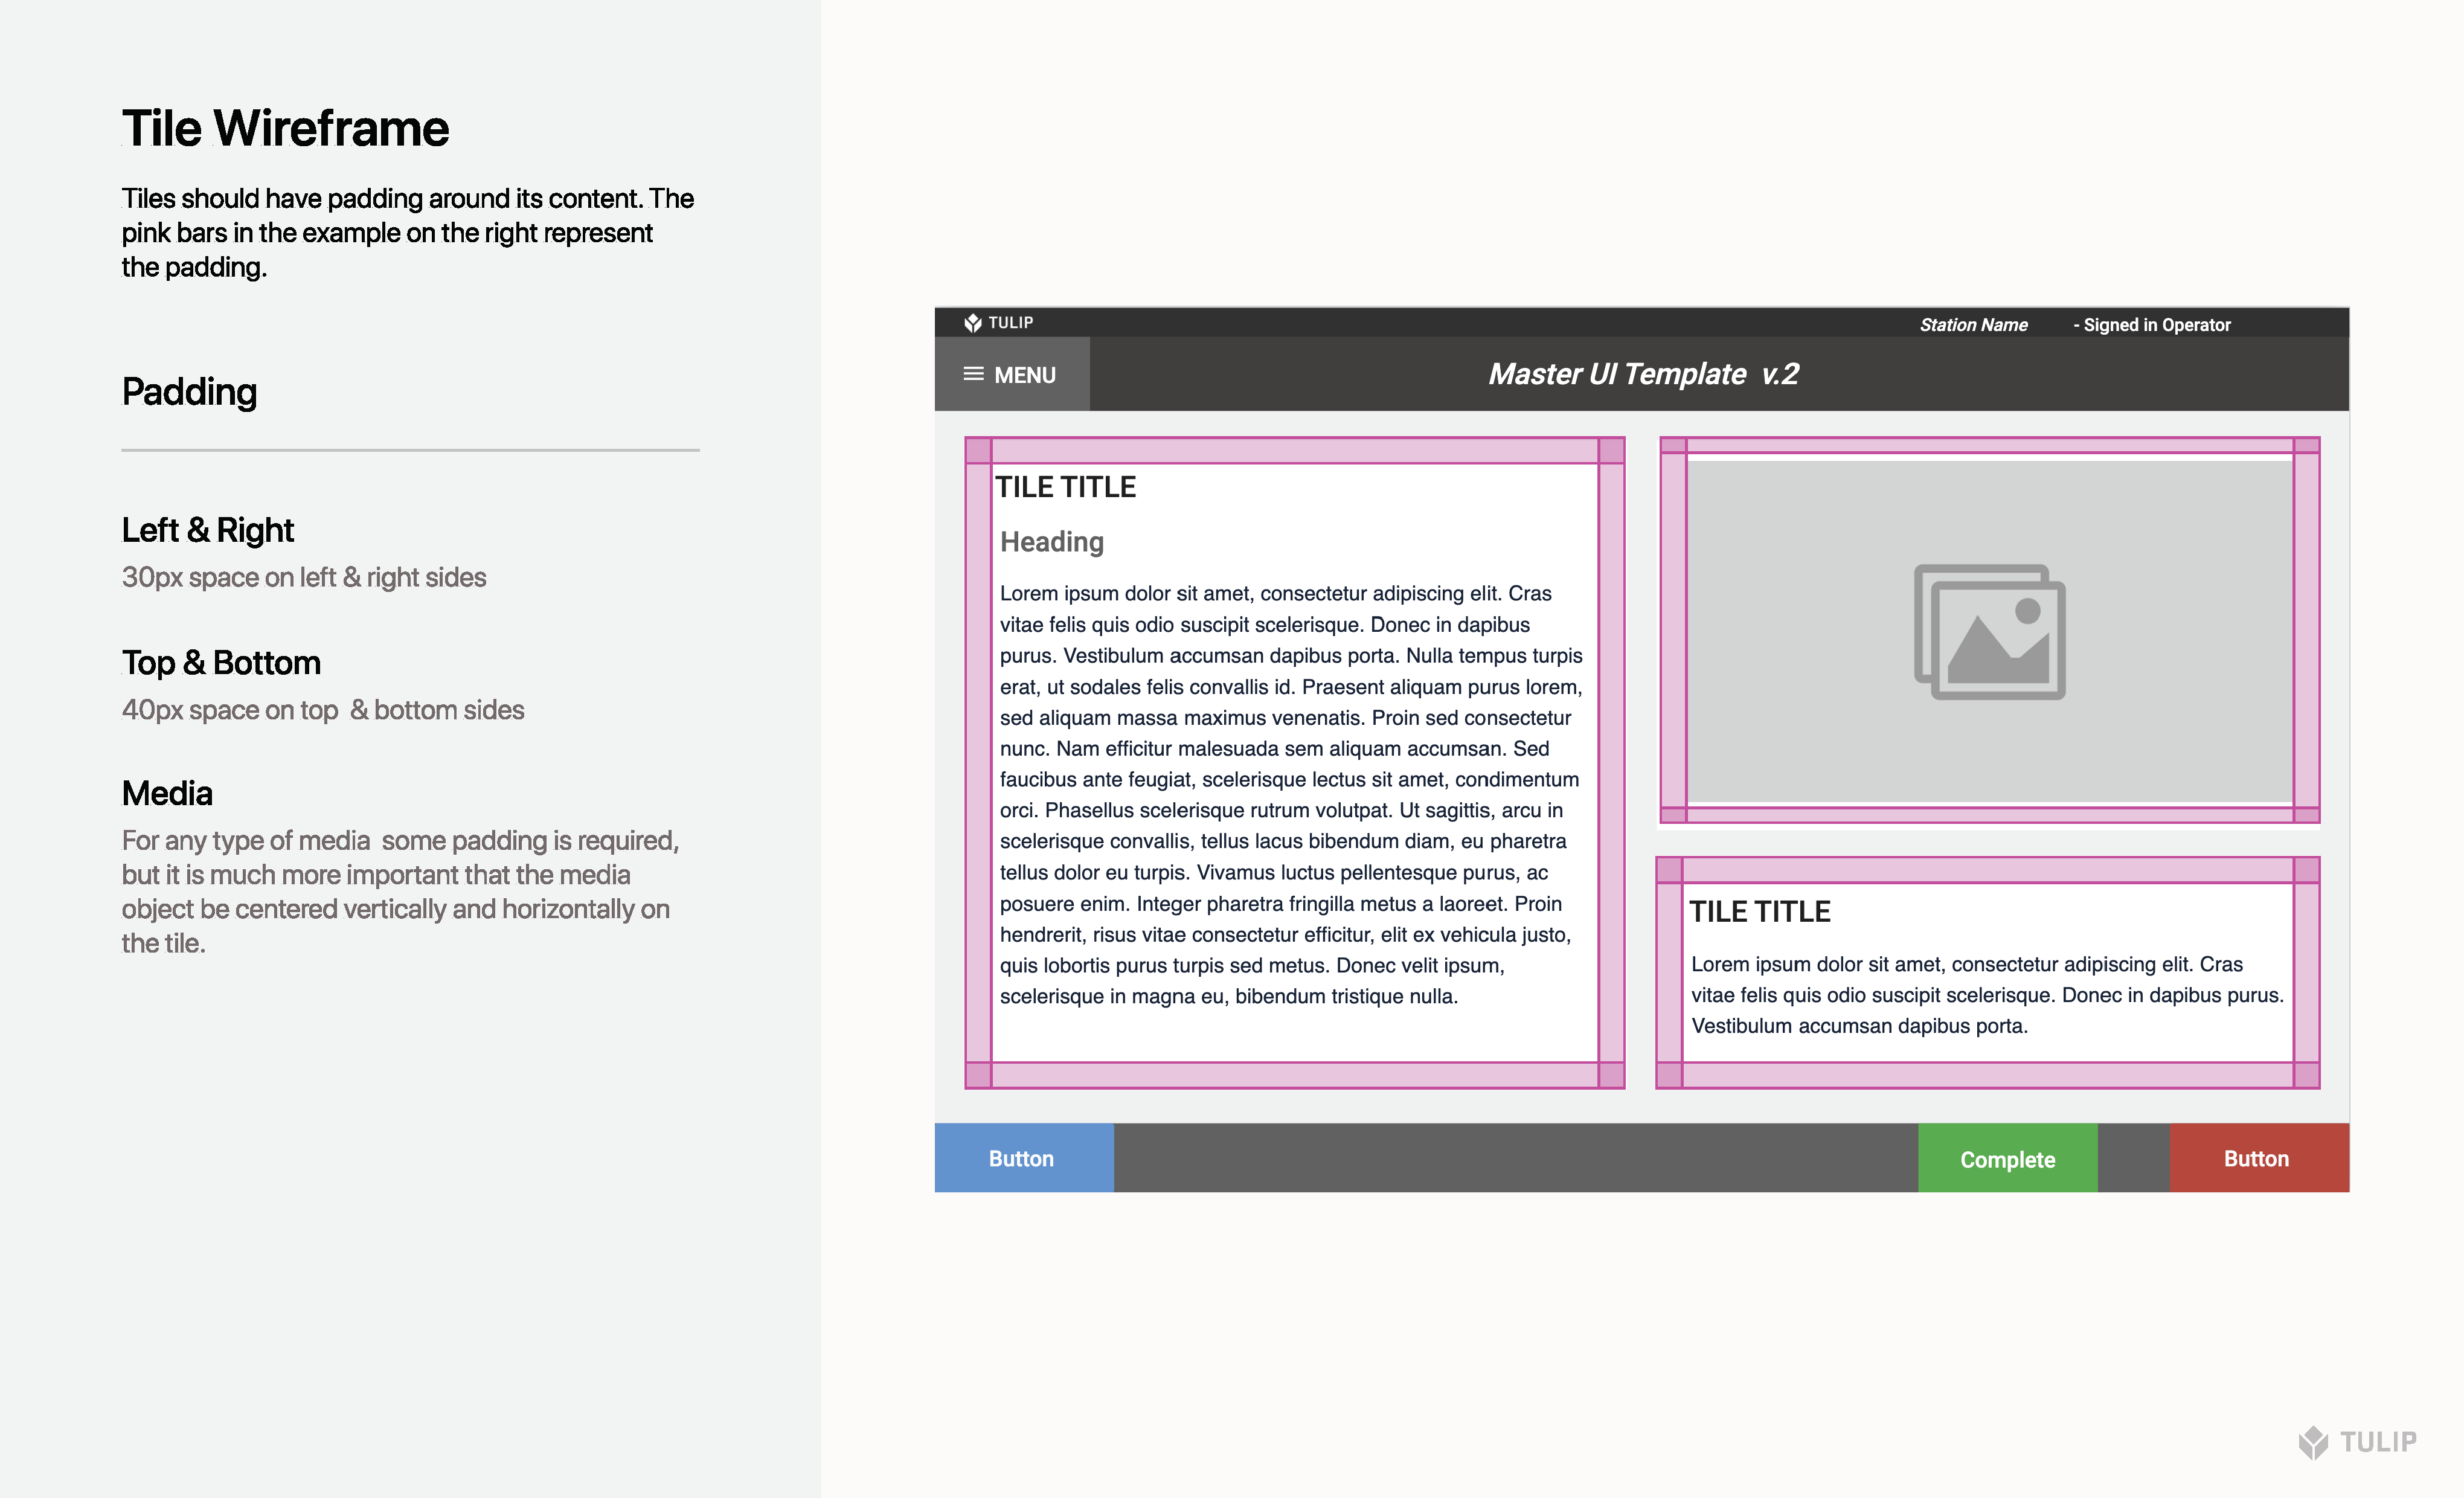 Tile Wireframe
Tiles should have padding around its content. The
pink bars in the example on the right represent
the padding.
Padding
Left & Right
30px space on left & right sides
Top & Bottom
40px space on top  & bottom sides
Media
For any type of media  some padding is required,
but it is much more important that the media
object be centered vertically and horizontally on
the tile.
TULIP
Station Name - Signed in Operator
MENU
Master UI Template  v.2
TILE TITLE
Heading
Lorem ipsum dolor sit amet, consectetur adipiscing elit. Cras
vitae felis quis odio suscipit scelerisque. Donec in dapibus
purus. Vestibulum accumsan dapibus porta. Nulla tempus turpis
erat, ut sodales felis convallis id. Praesent aliquam purus lorem,
sed aliquam massa maximus venenatis. Proin sed consectetur
nunc. Nam efficitur malesuada sem aliquam accumsan. Sed
faucibus ante feugiat, scelerisque lectus sit amet, condimentum
orci. Phasellus scelerisque rutrum volutpat. Ut sagittis, arcu in
scelerisque convallis, tellus lacus bibendum diam, eu pharetra
tellus dolor eu turpis. Vivamus luctus pellentesque purus, ac
posuere enim. Integer pharetra fringilla metus a laoreet. Proin
hendrerit, risus vitae consectetur efficitur, elit ex vehicula justo,
quis lobortis purus turpis sed metus. Donec velit ipsum,
scelerisque in magna eu, bibendum tristique nulla.
TILE TITLE
Lorem ipsum dolor sit amet, consectetur adipiscing elit. Cras
vitae felis quis odio suscipit scelerisque. Donec in dapibus purus.
Vestibulum accumsan dapibus porta.
Button
Complete
Button
TULIP